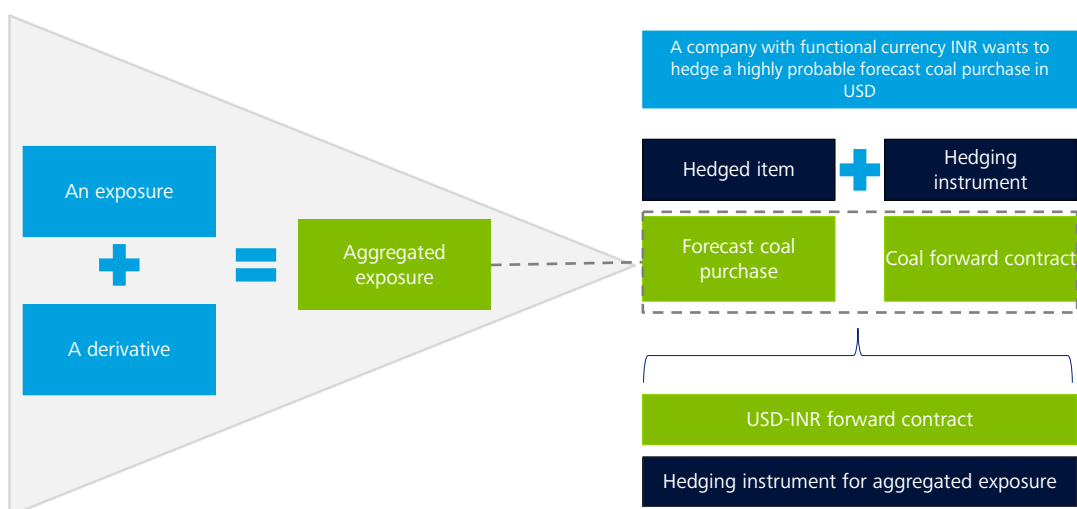 An exposure
A derivative
Aggregated
exposure
A company with functional currency INR wants to
hedge a highly probable forecast coal purchase in
USD
Hedged item
Hedging
instrument
Forecast coal
purchase
Coal forward contract
USD-INR forward contract
Hedging instrument for aggregated exposure